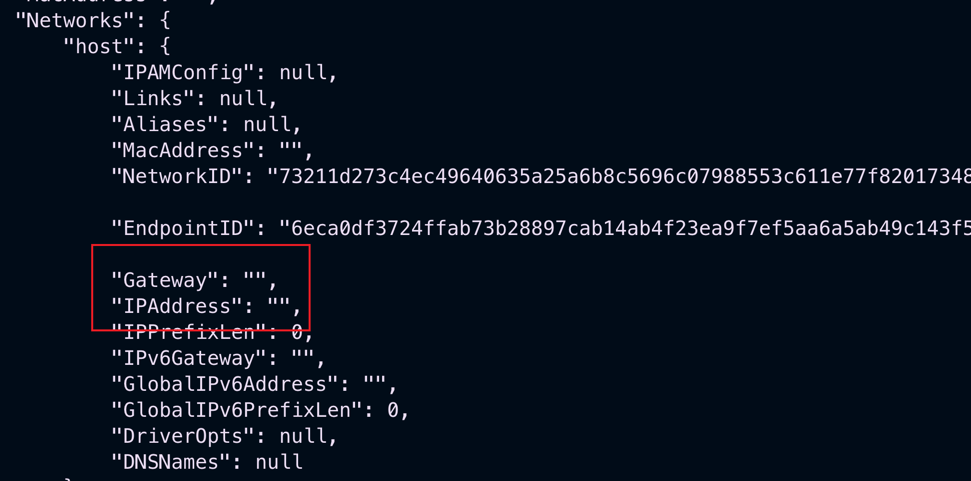 "Networks": {
"host": {
"IPAMConfig": null,
"Links": null,
"Aliases": null,
"MacAddress": "",
"NetworkID": "73211d273c4ec49640635a25a6b8c5696c07988553c611e77f82017348
"EndpointID": "6eca0df3724ffab73b28897cab14ab4f23ea9f7ef5aa6a5ab49c143f5
"Gateway": "",
"IPAddress": "",
"IPPrefixLen": 0,
"IPv6Gateway": "",
"GlobalIPv6Address": "",
"GlobalIPv6PrefixLen": 0,
"DriverOpts": null,
"DNSNames": null